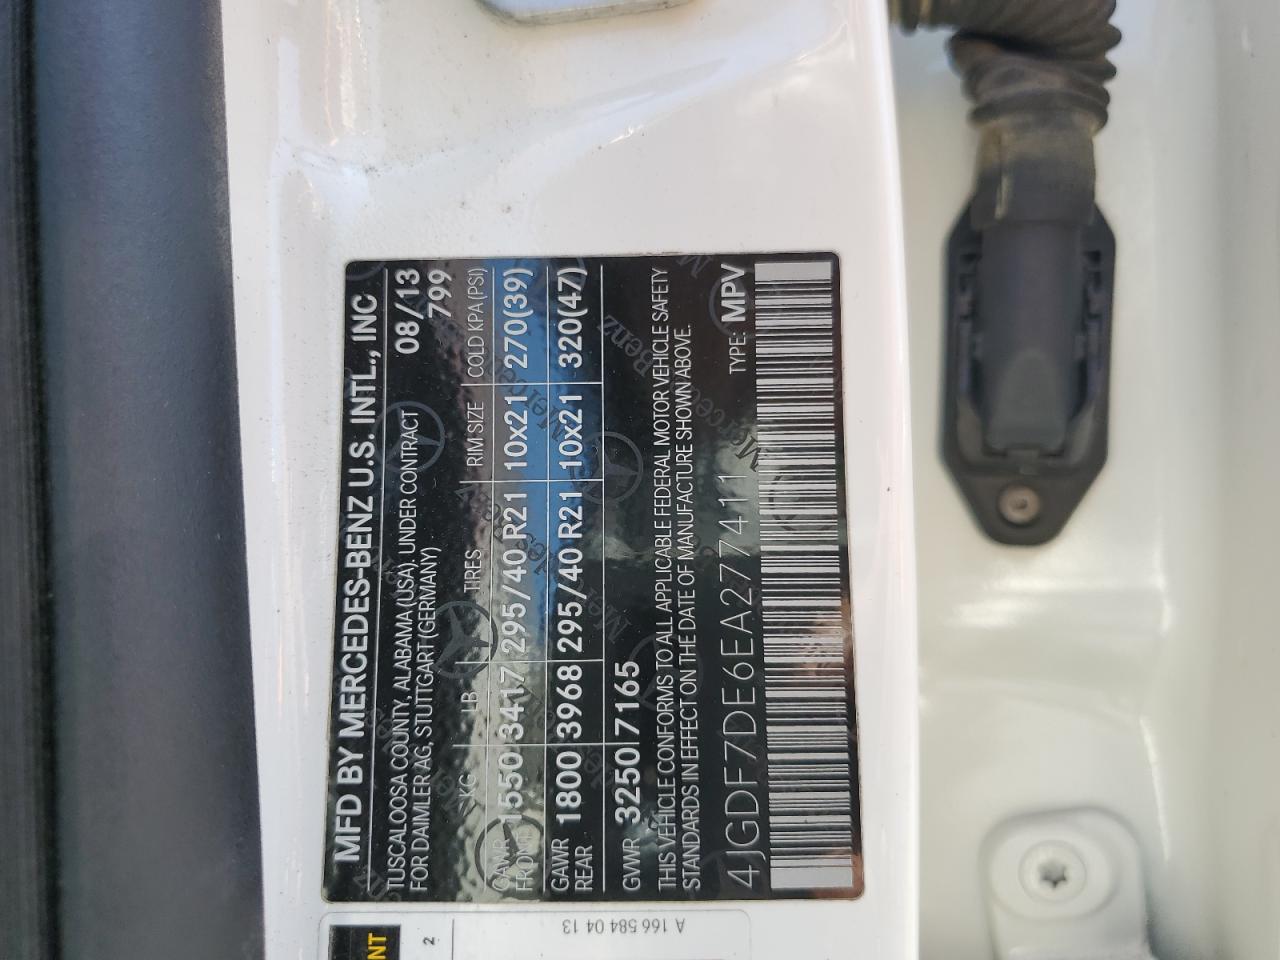 MFD BY MERCEDES-BENZ U.S. INTL., INC
TUSCALOOSA COUNTY, ALABAMA (USA), UNDER CONTRACT 08/13
FOR DAIMLER AG, STUTTGART (GERMANY) 799
KG LB TIRES RIM SIZE COLD KPA (PSI)
GAWR FRONT 1550 3417 295/40 R21 10x21 270(39)
GAWR REAR 1800 3968 295/40 R21 10x21 320(47)
GVWR 3250 7165
THIS VEHICLE CONFORMS TO ALL APPLICABLE FEDERAL MOTOR VEHICLE SAFETY
STANDARDS IN EFFECT ON THE DATE OF MANUFACTURE SHOWN ABOVE.
4JGDF7DE6EA277411 TYPE: MPV
NT
2
A 166 584 04 13